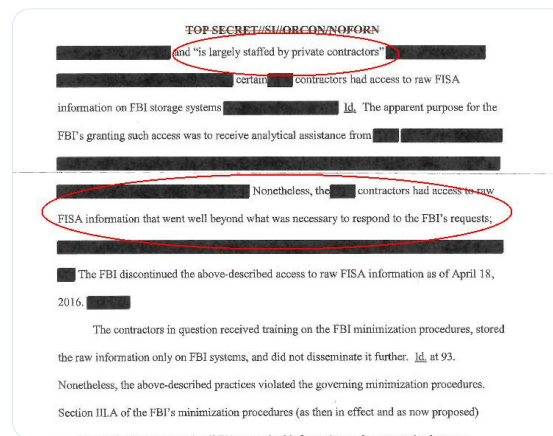 TOP SECRET//SI//ORCON/NOFORN
and “is largely staffed by private contractors”
certain contractors had access to raw FISA
information on FBI storage systems Id. The apparent purpose for the
FBI’s granting such access was to receive analytical assistance from
Nonetheless, the contractors had access to raw
FISA information that went well beyond what was necessary to respond to the FBI’s requests;
The FBI discontinued the above-described access to raw FISA information as of April 18,
2016.
The contractors in question received training on the FBI minimization procedures, stored
the raw information only on FBI systems, and did not disseminate it further. Id. at 93.
Nonetheless, the above-described practices violated the governing minimization procedures.
Section III.A of the FBI’s minimization procedures (as then in effect and as now proposed)